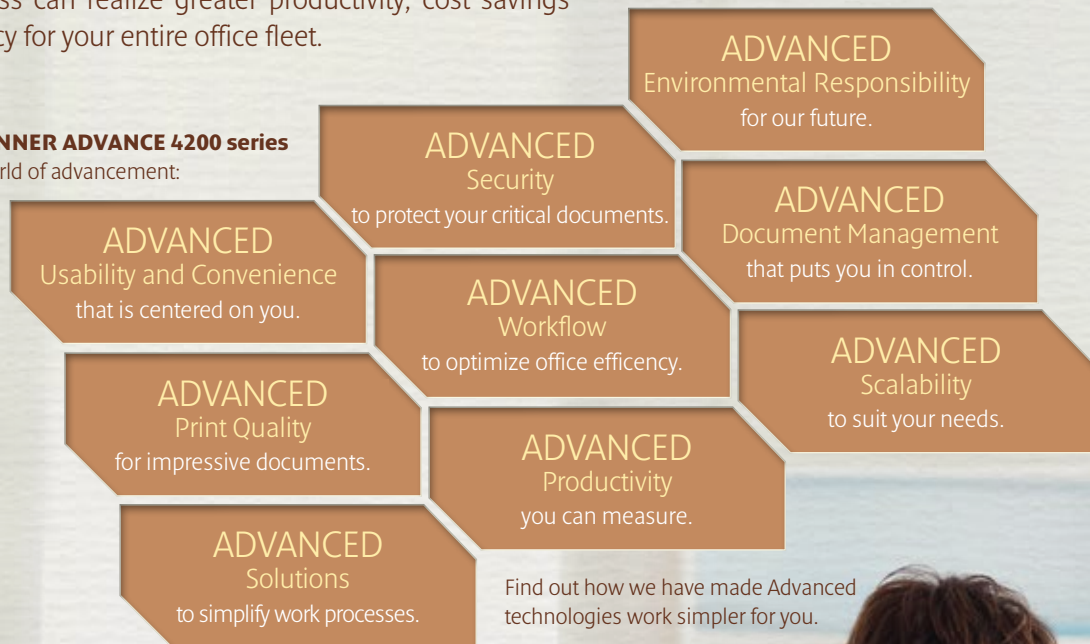 ss can realize greater productivity, cost savings
cy for your entire office fleet.
NNER ADVANCE 4200 series
rld of advancement:
ADVANCED
Environmental Responsibility
for our future.
ADVANCED
Security
to protect your critical documents.
ADVANCED
Document Management
that puts you in control.
ADVANCED
Usability and Convenience
that is centered on you.
ADVANCED
Workflow
to optimize office efficency.
ADVANCED
Scalability
to suit your needs.
ADVANCED
Print Quality
for impressive documents.
ADVANCED
Productivity
you can measure.
ADVANCED
Solutions
to simplify work processes.
Find out how we have made Advanced
technologies work simpler for you.